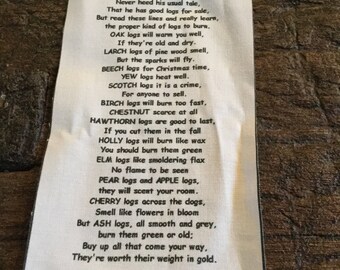 Never heed his usual tale,
That he has good logs for sale,
But read these lines and really learn,
the proper kind of logs to burn.
OAK logs will warm you well,
If they're old and dry.
LARCH logs of pine wood smell,
But the sparks will fly.
BEECH logs for Christmas time,
YEW logs heat well.
SCOTCH logs it is a crime,
For anyone to sell.
BIRCH logs will burn too fast,
CHESTNUT scarce at all
HAWTHORN logs are good to last,
If you cut them in the fall
HOLLY logs will burn like wax
You should burn them green
ELM logs like smoldering flax
No flame to be seen
PEAR logs and APPLE logs,
they will scent your room.
CHERRY logs across the dogs,
Smell like flowers in bloom
But ASH logs, all smooth and grey,
burn them green or old;
Buy up all that come your way,
They're worth their weight in gold.